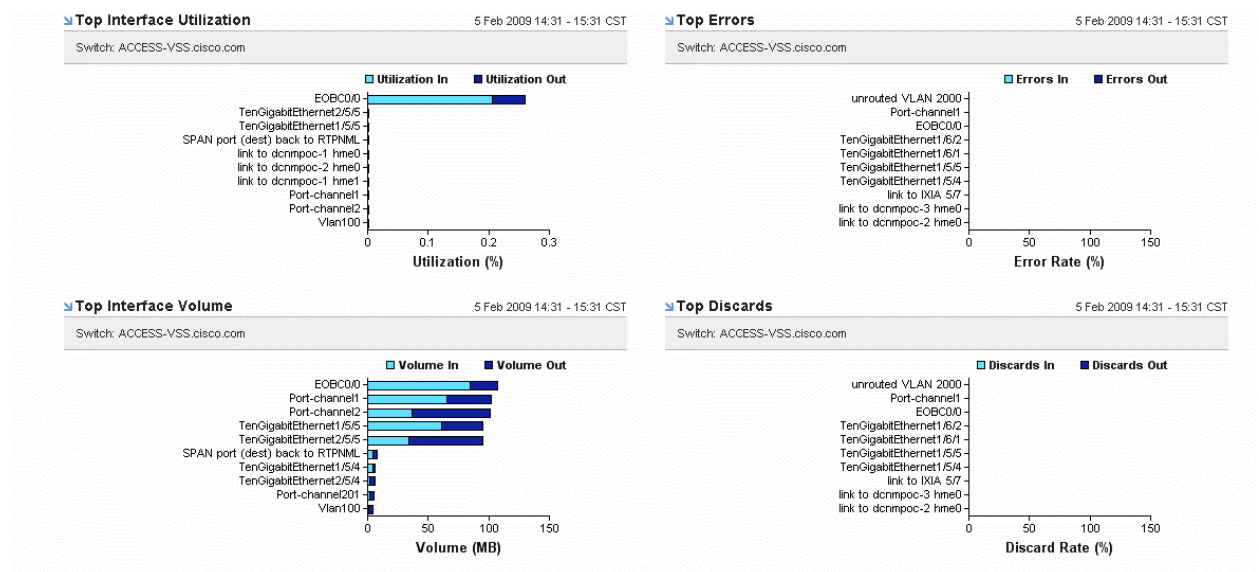 Top Interface Utilization 5 Feb 2009 14:31 - 15:31 CST
Switch: ACCESS-VSS.cisco.com
Utilization In Utilization Out
EOBC0/0
TenGigabitEthernet2/5/5
TenGigabitEthernet1/5/5
SPAN port (dest) back to RTPNML
link to dcnmpoc-1 hme0
link to dcnmpoc-2 hme0
link to dcnmpoc-1 hme1
Port-channel1
Port-channel2
Vlan100
0 0.1 0.2 0.3
Utilization (%)
Top Errors 5 Feb 2009 14:31 - 15:31 CST
Switch: ACCESS-VSS.cisco.com
Errors In Errors Out
unrouted VLAN 2000
Port-channel1
EOBC0/0
TenGigabitEthernet1/6/2
TenGigabitEthernet1/6/1
TenGigabitEthernet1/5/5
TenGigabitEthernet1/5/4
link to IXIA 5/7
link to dcnmpoc-3 hme0
link to dcnmpoc-2 hme0
0 50 100 150
Error Rate (%)
Top Interface Volume 5 Feb 2009 14:31 - 15:31 CST
Switch: ACCESS-VSS.cisco.com
Volume In Volume Out
EOBC0/0
Port-channel1
Port-channel2
TenGigabitEthernet1/5/5
TenGigabitEthernet2/5/5
SPAN port (dest) back to RTPNML
TenGigabitEthernet1/5/4
TenGigabitEthernet2/5/4
Port-channel201
Vlan100
0 50 100 150
Volume (MB)
Top Discards 5 Feb 2009 14:31 - 15:31 CST
Switch: ACCESS-VSS.cisco.com
Discards In Discards Out
unrouted VLAN 2000
Port-channel1
EOBC0/0
TenGigabitEthernet1/6/2
TenGigabitEthernet1/6/1
TenGigabitEthernet1/5/5
TenGigabitEthernet1/5/4
link to IXIA 5/7
link to dcnmpoc-3 hme0
link to dcnmpoc-2 hme0
0 50 100 150
Discard Rate (%)